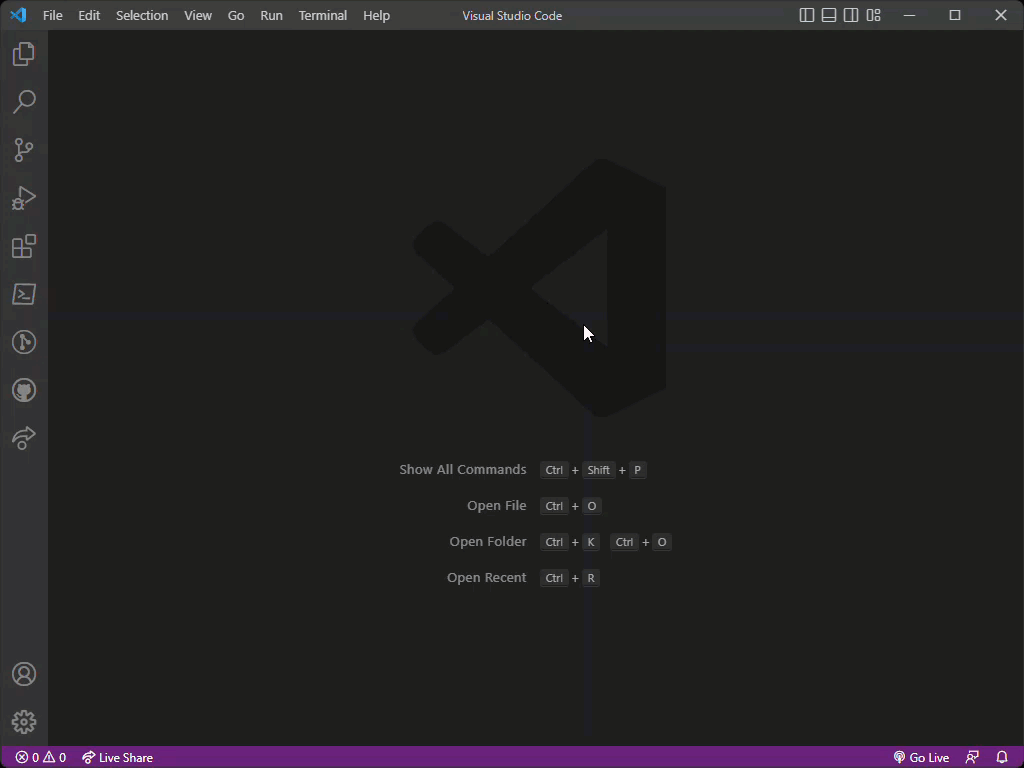 File Edit Selection View Go Run Terminal Help Visual Studio Code
Show All Commands Ctrl + Shift + P
Open File Ctrl + O
Open Folder Ctrl + K Ctrl + O
Open Recent Ctrl + R
0 0 Live Share Go Live